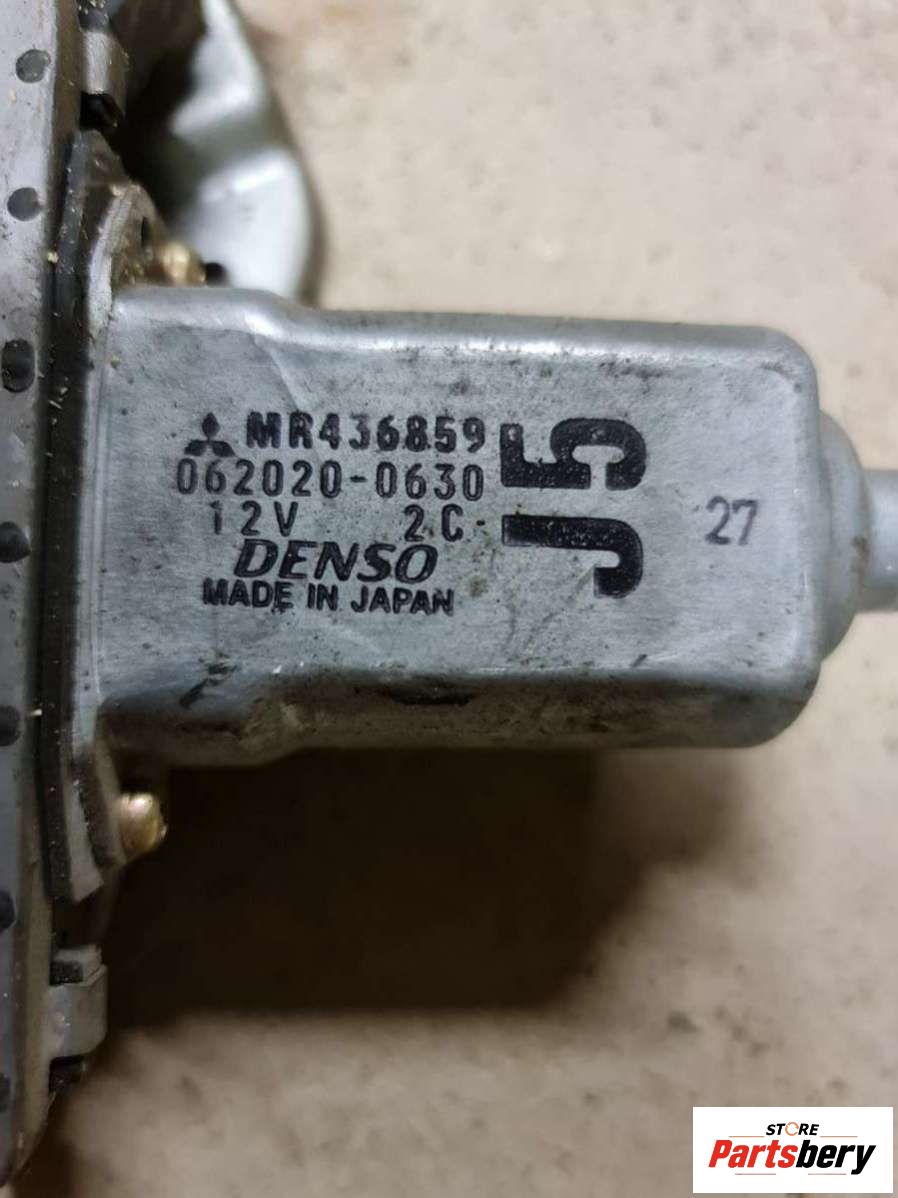 MR436859
062020-0630
12V 2C
DENSO
MADE IN JAPAN
J5
27
STORE
Partsbery